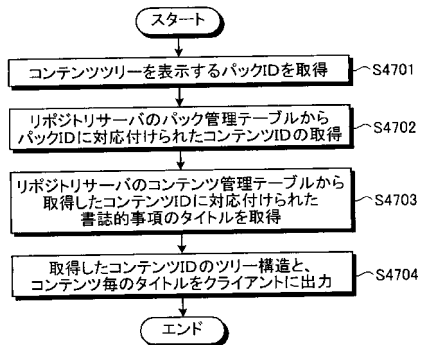 スタート
コンテンツツリーを表示するパックIDを取得
S4701
リポジトリサーバのパック管理テーブルから
パックIDに対応付けられたコンテンツIDの取得
S4702
リポジトリサーバのコンテンツ管理テーブルから
取得したコンテンツIDに対応付けられた
書誌的事項のタイトルを取得
S4703
取得したコンテンツIDのツリー構造と、
コンテンツ毎のタイトルをクライアントに出力
S4704
エンド